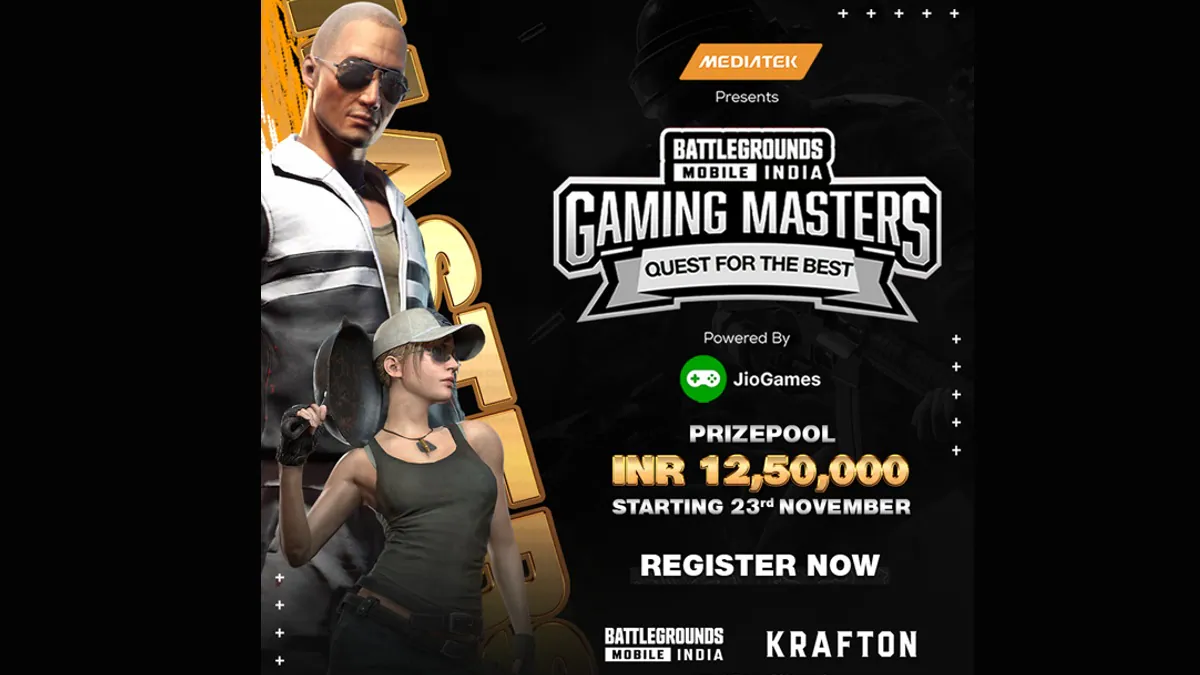 MEDIATEK
Presents
BATTLEGROUNDS
MOBILE INDIA
GAMING MASTERS
QUEST FOR THE BEST
Powered By
JioGames
PRIZEPOOL
INR 12,50,000
STARTING 23rd NOVEMBER
REGISTER NOW
BATTLEGROUNDS
MOBILE INDIA
KRAFTON